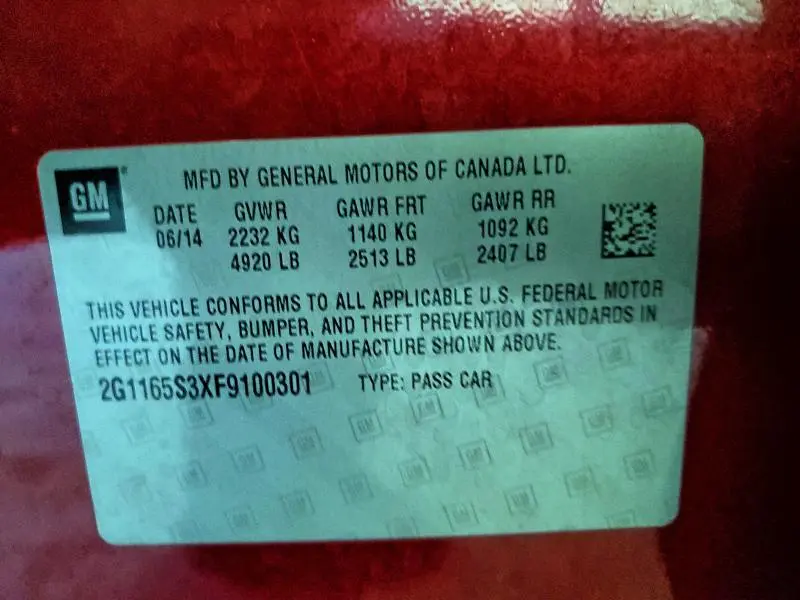 GM
MFD BY GENERAL MOTORS OF CANADA LTD.
DATE GVWR GAWR FRT GAWR RR
06/14 2232 KG 1140 KG 1092 KG
4920 LB 2513 LB 2407 LB
THIS VEHICLE CONFORMS TO ALL APPLICABLE U.S. FEDERAL MOTOR
VEHICLE SAFETY, BUMPER, AND THEFT PREVENTION STANDARDS IN
EFFECT ON THE DATE OF MANUFACTURE SHOWN ABOVE.
2G1165S3XF9100301 TYPE: PASS CAR